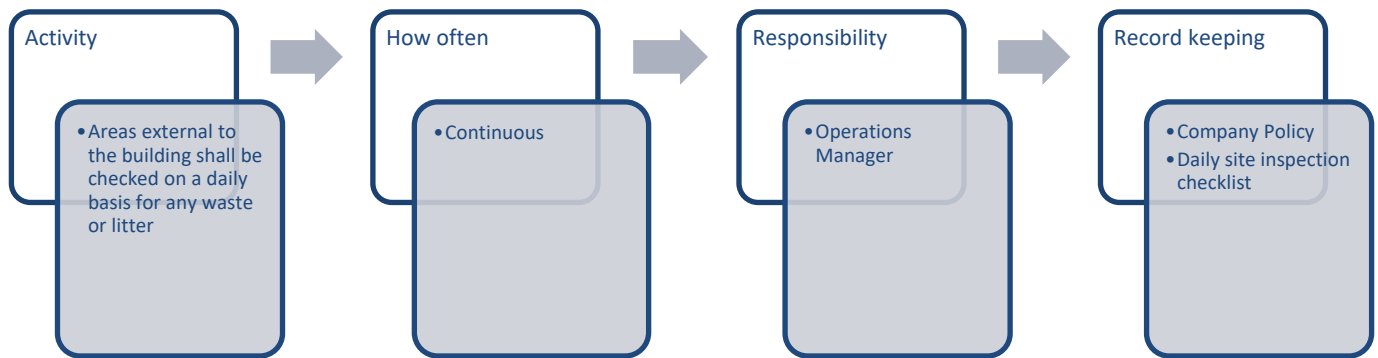 Activity
• Areas external to
the building shall be
checked on a daily
basis for any waste
or litter
How often
• Continuous
Responsibility
• Operations
Manager
Record keeping
• Company Policy
• Daily site inspection
checklist